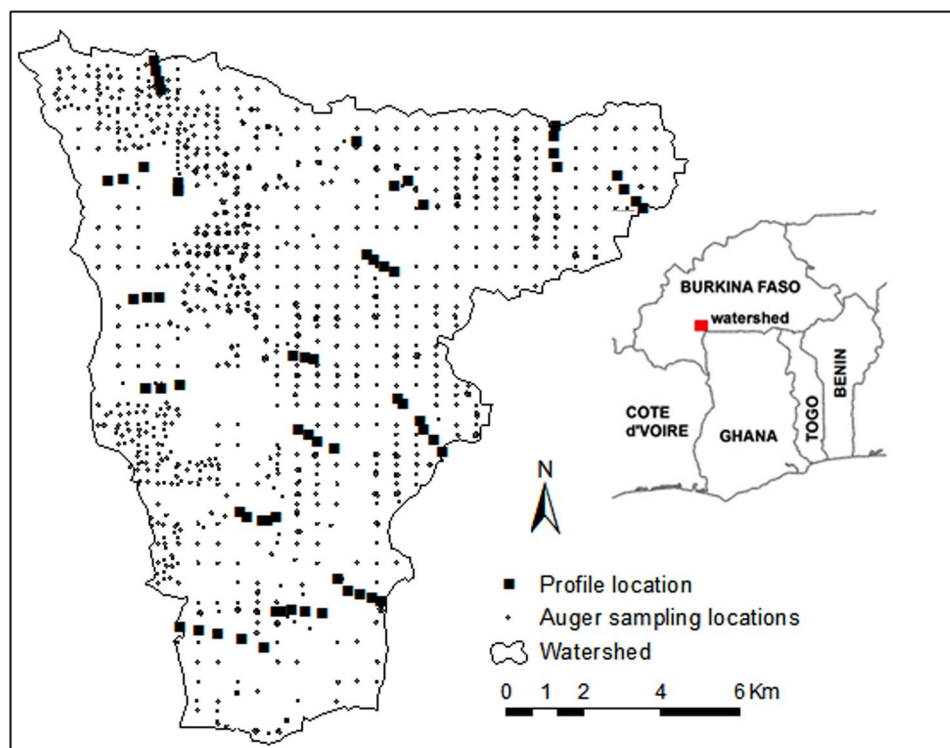 BURKINA FASO
watershed
COTE
d'VOIRE
GHANA
TOGO
BENIN
N
Profile location
Auger sampling locations
Watershed
0 1 2 4 6 Km